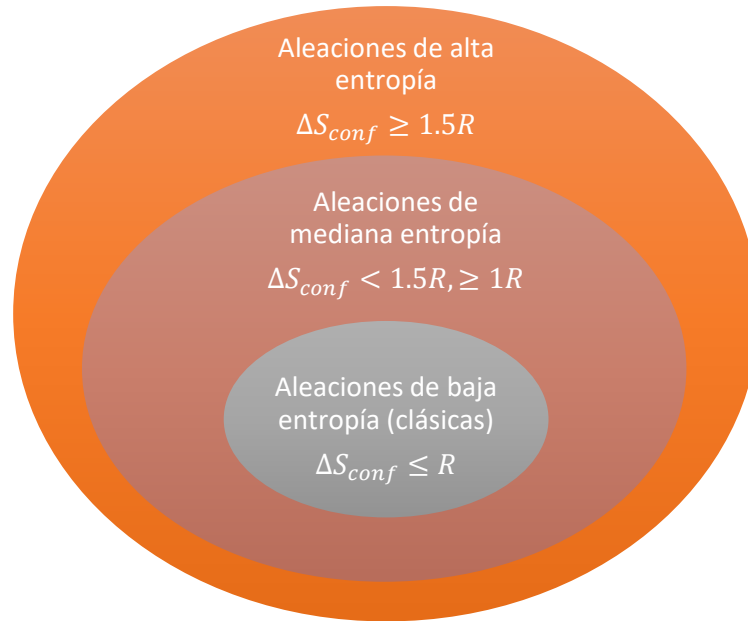 Aleaciones de alta
entropía
ΔS_conf ≥ 1.5R
Aleaciones de
mediana entropía
ΔS_conf < 1.5R, ≥ 1R
Aleaciones de baja
entropía (clásicas)
ΔS_conf ≤ R